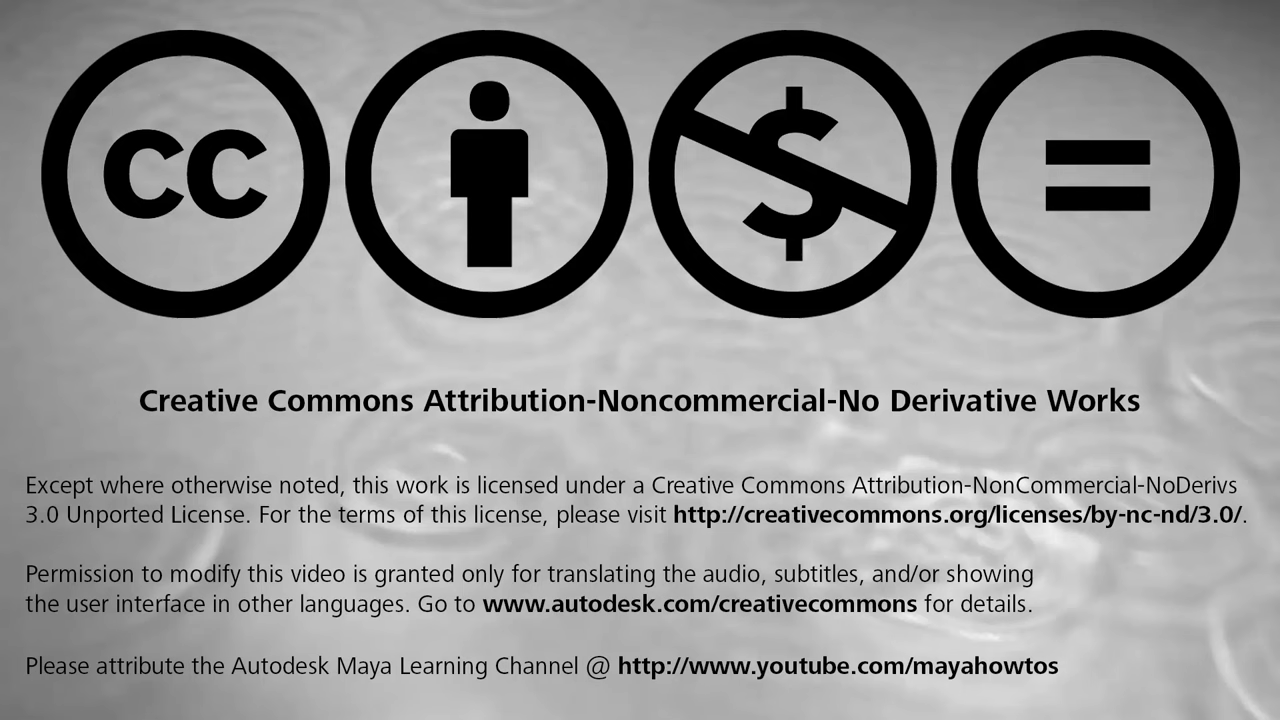 cc
$
=
Creative Commons Attribution-Noncommercial-No Derivative Works
Except where otherwise noted, this work is licensed under a Creative Commons Attribution-NonCommercial-NoDerivs
3.0 Unported License. For the terms of this license, please visit http://creativecommons.org/licenses/by-nc-nd/3.0/.
Permission to modify this video is granted only for translating the audio, subtitles, and/or showing
the user interface in other languages. Go to www.autodesk.com/creativecommons for details.
Please attribute the Autodesk Maya Learning Channel @ http://www.youtube.com/mayahowtos